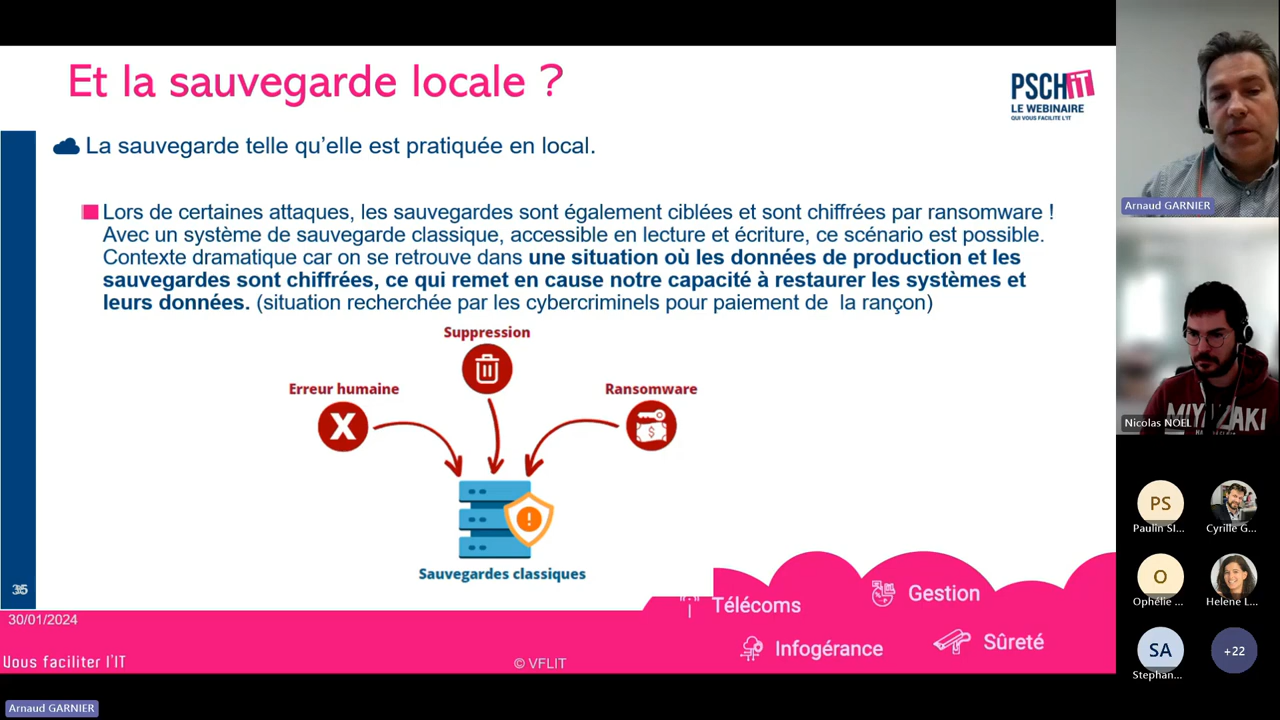 Et la sauvegarde locale ?
PSCHiT
LE WEBINAIRE
QUI VOUS FACILITE L'IT
La sauvegarde telle qu'elle est pratiquée en local.
Lors de certaines attaques, les sauvegardes sont également ciblées et sont chiffrées par ransomware !
Avec un système de sauvegarde classique, accessible en lecture et écriture, ce scénario est possible.
Contexte dramatique car on se retrouve dans une situation où les données de production et les
sauvegardes sont chiffrées, ce qui remet en cause notre capacité à restaurer les systèmes et
leurs données. (situation recherchée par les cybercriminels pour paiement de la rançon)
Suppression
Erreur humaine
Ransomware
X
$
!
Sauvegardes classiques
30/01/2024
Vous faciliter l'IT
© VFLIT
Télécoms
Gestion
Infogérance
Sûreté
Arnaud GARNIER
Arnaud GARNIER
MIYAZAKI
Nicolas NOEL
PS
Paulin SI...
Cyrille G...
O
Ophélie ...
Helene L...
SA
Stephan...
+22